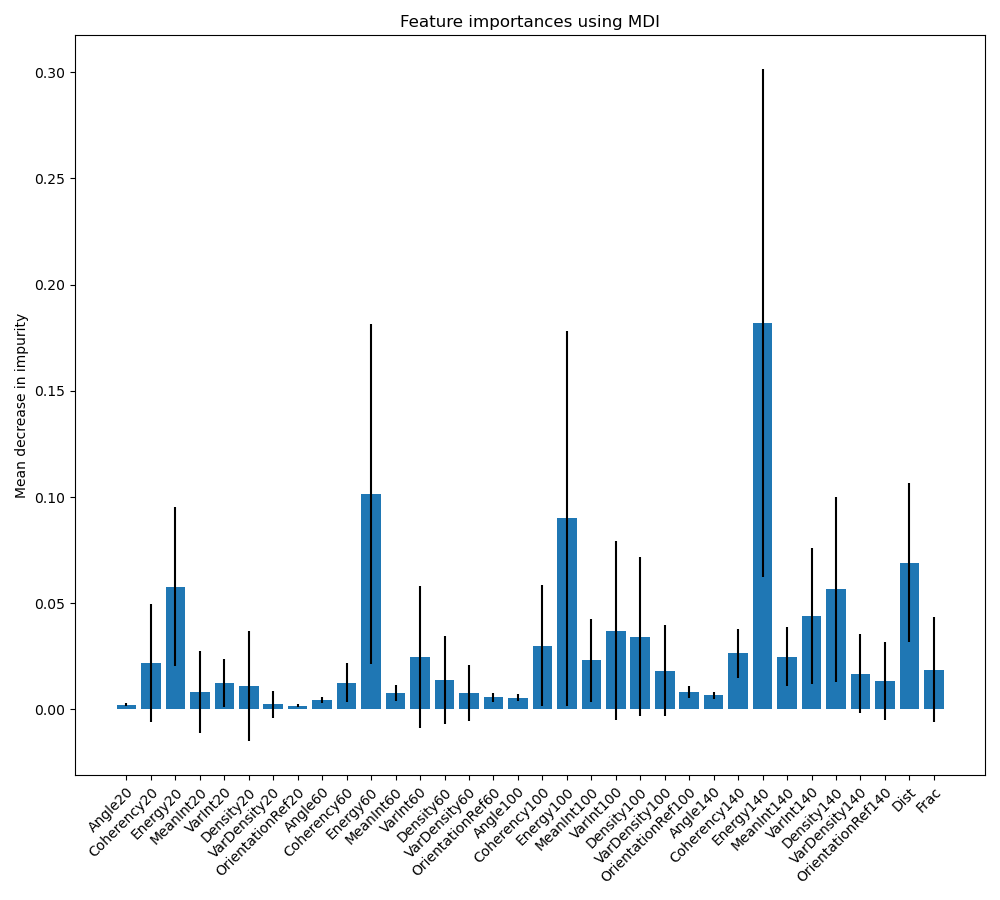 Feature importances using MDI
Mean decrease in impurity
0.30
0.25
0.20
0.15
0.10
0.05
0.00
Angle20
Coherency20
Energy20
MeanInt20
VarInt20
Density20
VarDensity20
OrientationRef20
Angle60
Coherency60
Energy60
MeanInt60
VarInt60
Density60
VarDensity60
OrientationRef60
Angle100
Coherency100
Energy100
MeanInt100
VarInt100
Density100
VarDensity100
OrientationRef100
Angle140
Coherency140
Energy140
MeanInt140
VarInt140
Density140
VarDensity140
OrientationRef140
Dist
Frac